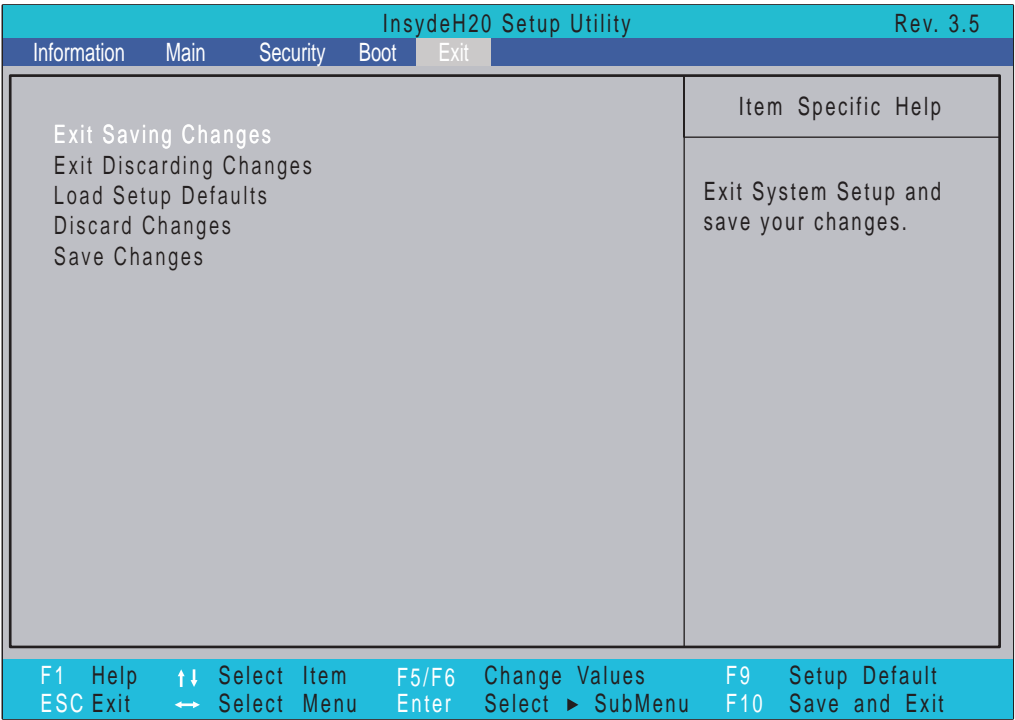 InsydeH20 Setup Utility Rev. 3.5
Information Main Security Boot Exit
Exit Saving Changes
Exit Discarding Changes
Load Setup Defaults
Discard Changes
Save Changes
Item Specific Help
Exit System Setup and
save your changes.
F1 Help ↑↓ Select Item F5/F6 Change Values F9 Setup Default
ESC Exit ↔ Select Menu Enter Select ► SubMenu F10 Save and Exit